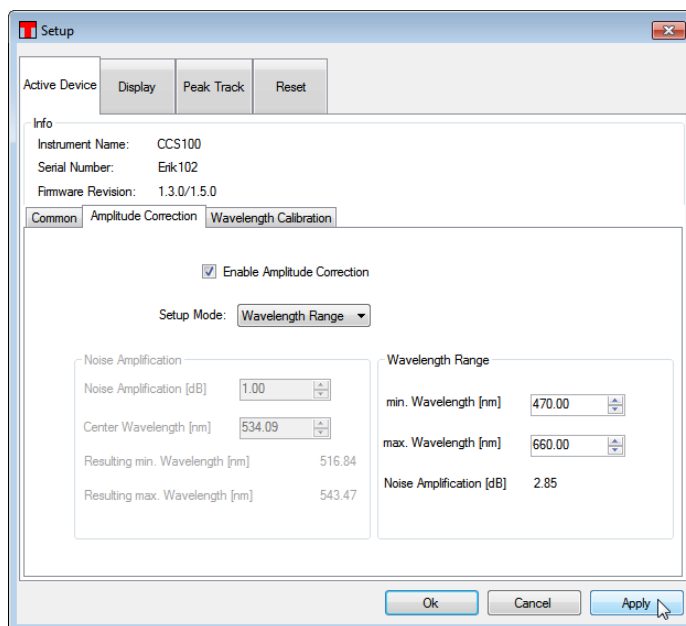 Setup
Active Device Display Peak Track Reset
Info
Instrument Name: CCS100
Serial Number: Erik102
Firmware Revision: 1.3.0/1.5.0
Common Amplitude Correction Wavelength Calibration
Enable Amplitude Correction
Setup Mode: Wavelength Range
Noise Amplification
Noise Amplification [dB] 1.00
Center Wavelength [nm] 534.09
Resulting min. Wavelength [nm] 516.84
Resulting max. Wavelength [nm] 543.47
Wavelength Range
min. Wavelength [nm] 470.00
max. Wavelength [nm] 660.00
Noise Amplification [dB] 2.85
Ok Cancel Apply